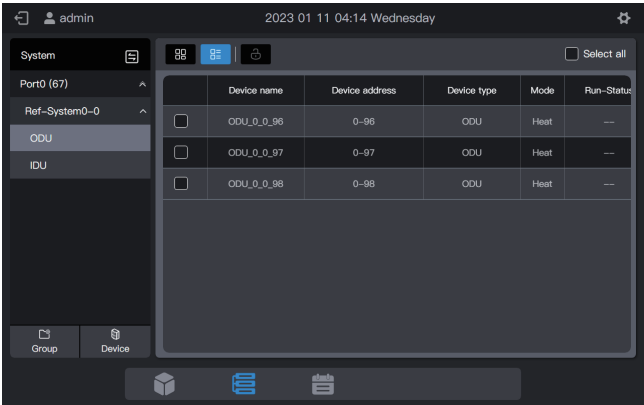 admin 2023 01 11 04:14 Wednesday
System Select all
Port0 (67)
Ref-System0-0
ODU
IDU
Device name Device address Device type Mode Run-Status
ODU_0_0_96 0-96 ODU Heat --
ODU_0_0_97 0-97 ODU Heat --
ODU_0_0_98 0-98 ODU Heat --
Group Device